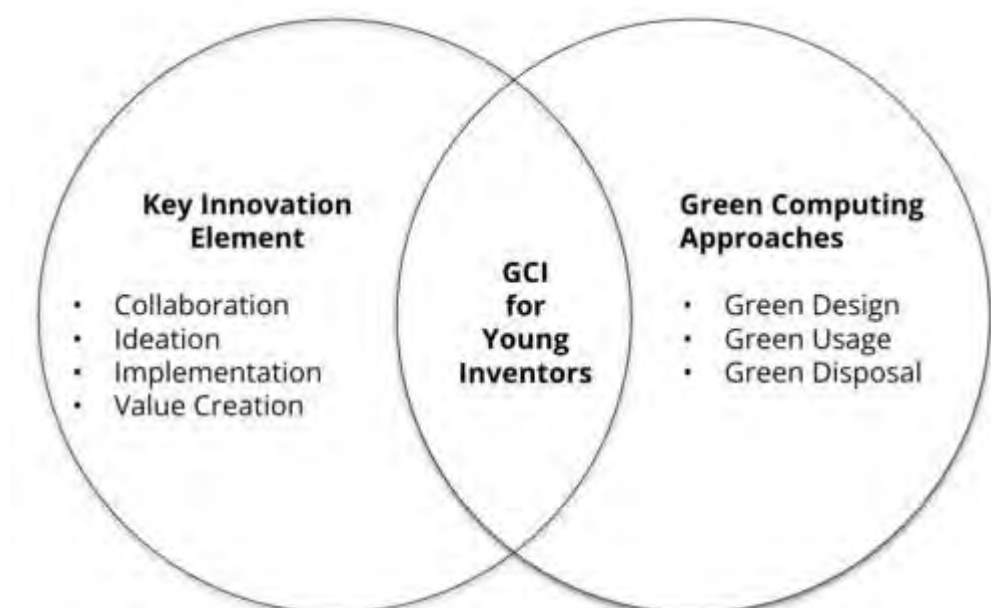 Key Innovation
Element
• Collaboration
• Ideation
• Implementation
• Value Creation
GCI
for
Young
Inventors
Green Computing
Approaches
• Green Design
• Green Usage
• Green Disposal